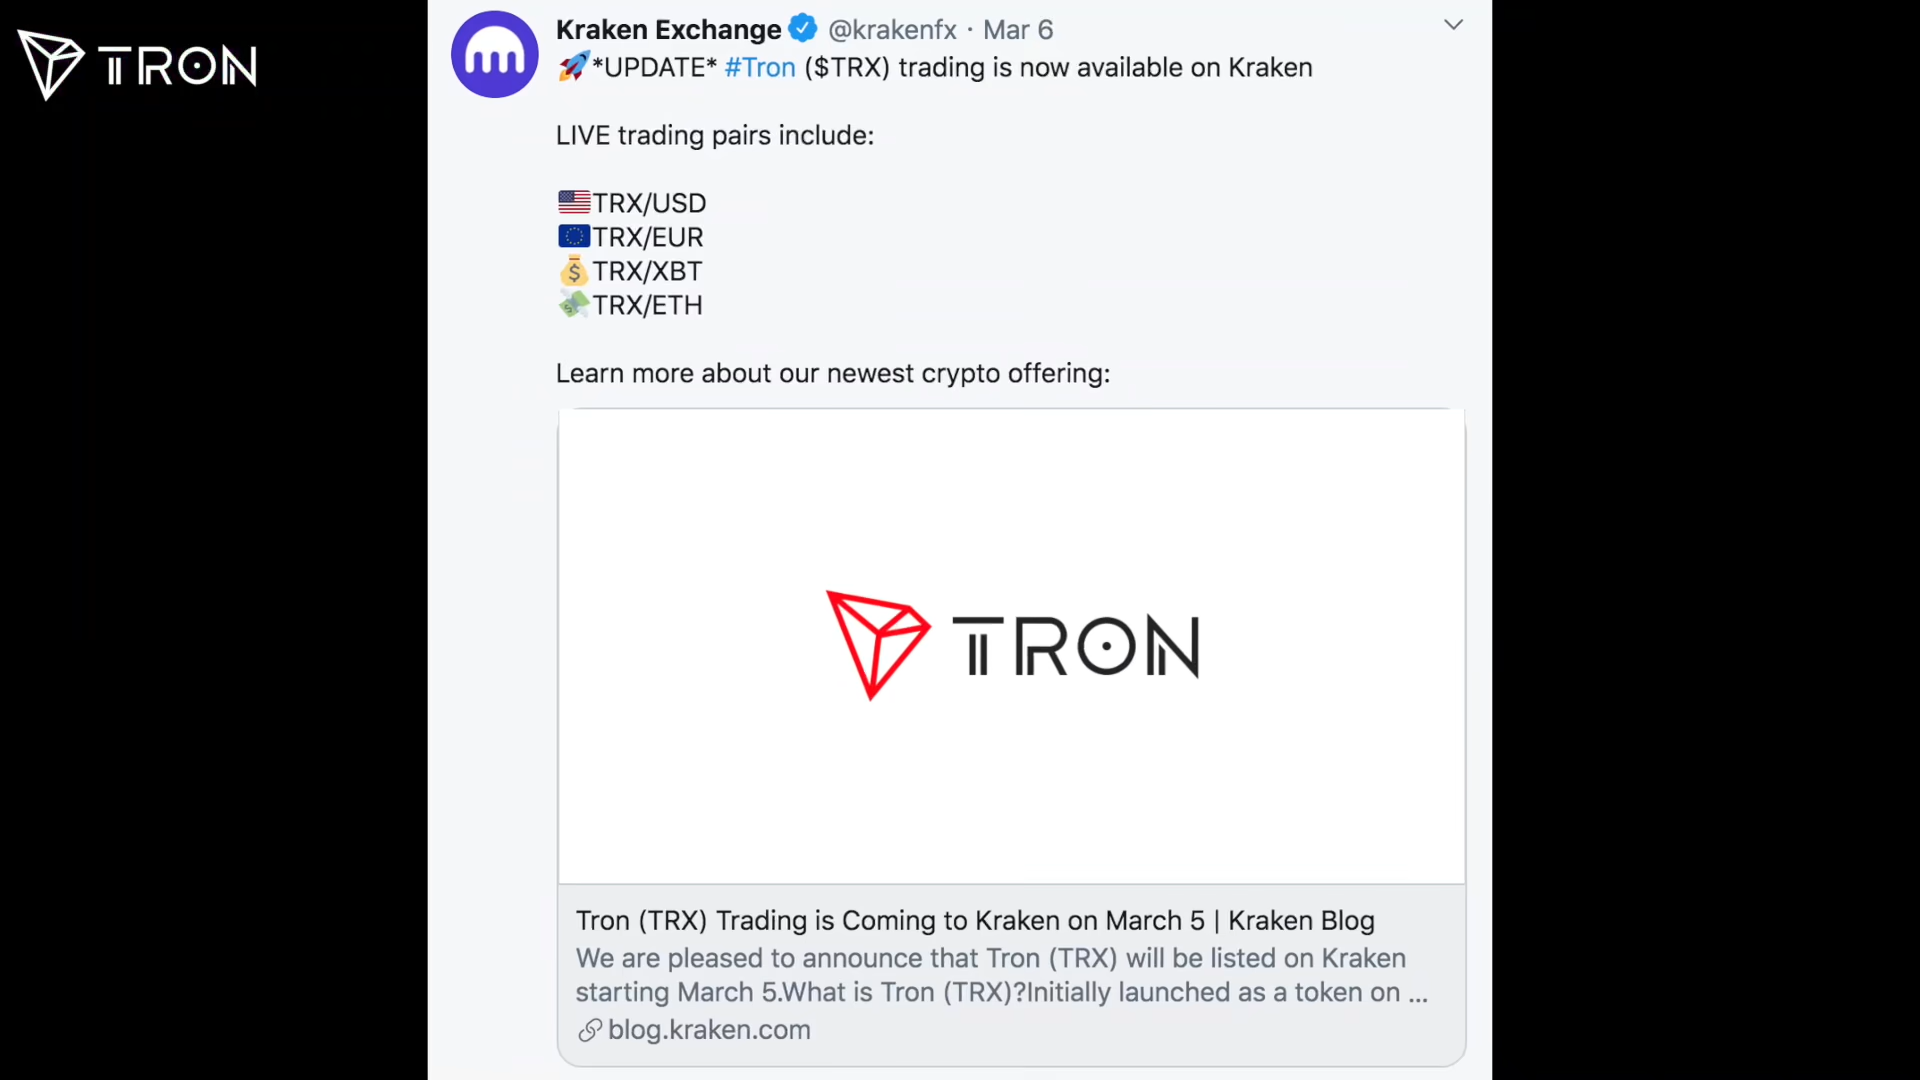 TRON
Kraken Exchange @krakenfx · Mar 6
🚀*UPDATE* #Tron ($TRX) trading is now available on Kraken
LIVE trading pairs include:
🇺🇸TRX/USD
🇪🇺TRX/EUR
💰TRX/XBT
💸TRX/ETH
Learn more about our newest crypto offering:
TRON
Tron (TRX) Trading is Coming to Kraken on March 5 | Kraken Blog
We are pleased to announce that Tron (TRX) will be listed on Kraken
starting March 5.What is Tron (TRX)?Initially launched as a token on ...
blog.kraken.com